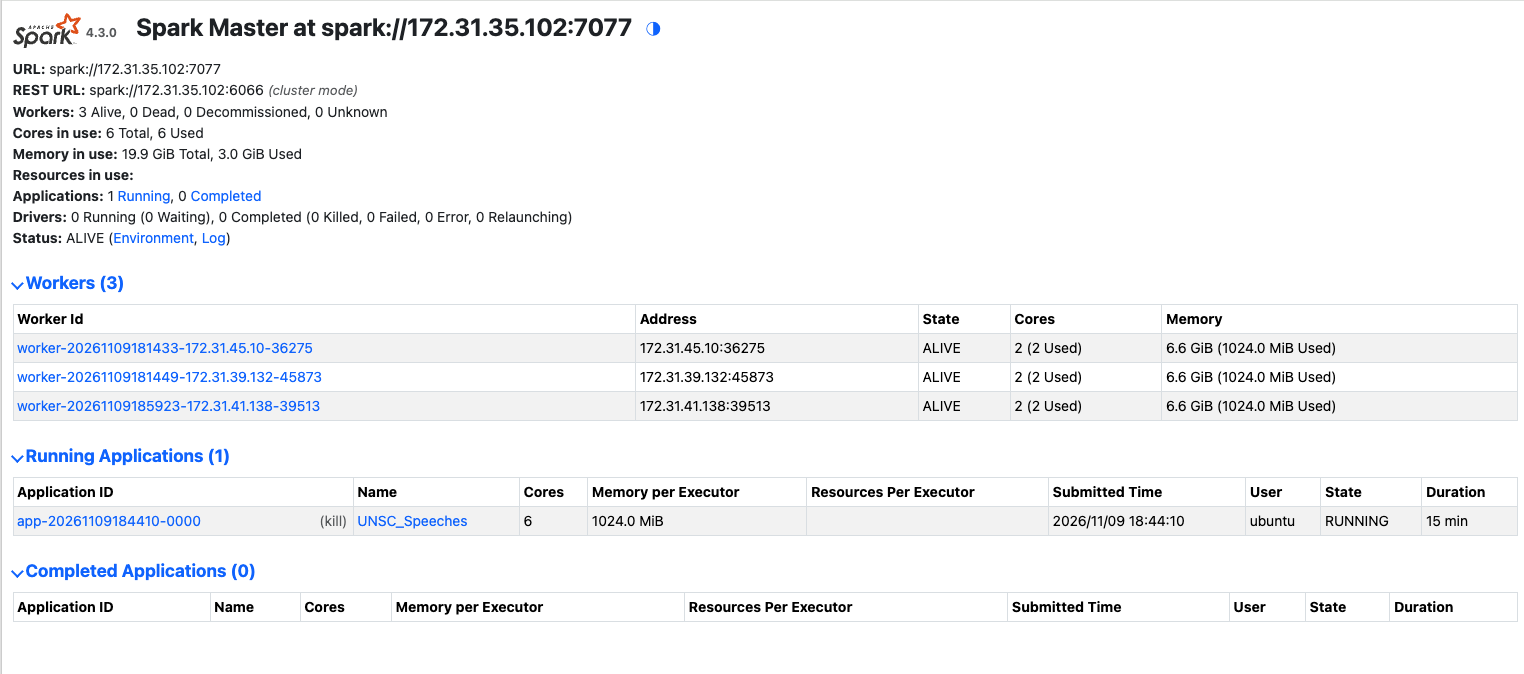 APACHE
Spark 4.3.0 Spark Master at spark://172.31.35.102:7077
URL: spark://172.31.35.102:7077
REST URL: spark://172.31.35.102:6066 (cluster mode)
Workers: 3 Alive, 0 Dead, 0 Decommissioned, 0 Unknown
Cores in use: 6 Total, 6 Used
Memory in use: 19.9 GiB Total, 3.0 GiB Used
Resources in use:
Applications: 1 Running, 0 Completed
Drivers: 0 Running (0 Waiting), 0 Completed (0 Killed, 0 Failed, 0 Error, 0 Relaunching)
Status: ALIVE (Environment, Log)
Workers (3)
Worker Id Address State Cores Memory
worker-20261109181433-172.31.45.10-36275 172.31.45.10:36275 ALIVE 2 (2 Used) 6.6 GiB (1024.0 MiB Used)
worker-20261109181449-172.31.39.132-45873 172.31.39.132:45873 ALIVE 2 (2 Used) 6.6 GiB (1024.0 MiB Used)
worker-20261109185923-172.31.41.138-39513 172.31.41.138:39513 ALIVE 2 (2 Used) 6.6 GiB (1024.0 MiB Used)
Running Applications (1)
Application ID Name Cores Memory per Executor Resources Per Executor Submitted Time User State Duration
app-20261109184410-0000 (kill) UNSC_Speeches 6 1024.0 MiB 2026/11/09 18:44:10 ubuntu RUNNING 15 min
Completed Applications (0)
Application ID Name Cores Memory per Executor Resources Per Executor Submitted Time User State Duration